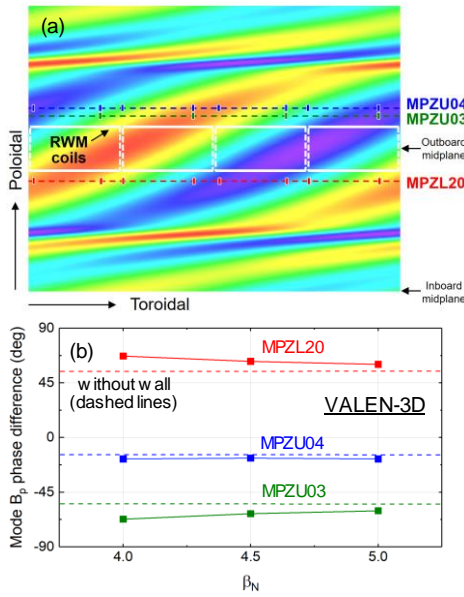 (a)
MPZU04
MPZU03
RWM
coils
Outboard
midplane
MPZL20
Poloidal
Toroidal
Inboard
midplane
(b)
MPZL20
without wall
(dashed lines)
VALEN-3D
MPZU04
MPZU03
Mode Bp phase difference (deg)
90
45
0
-45
-90
4.0 4.5 5.0
βN